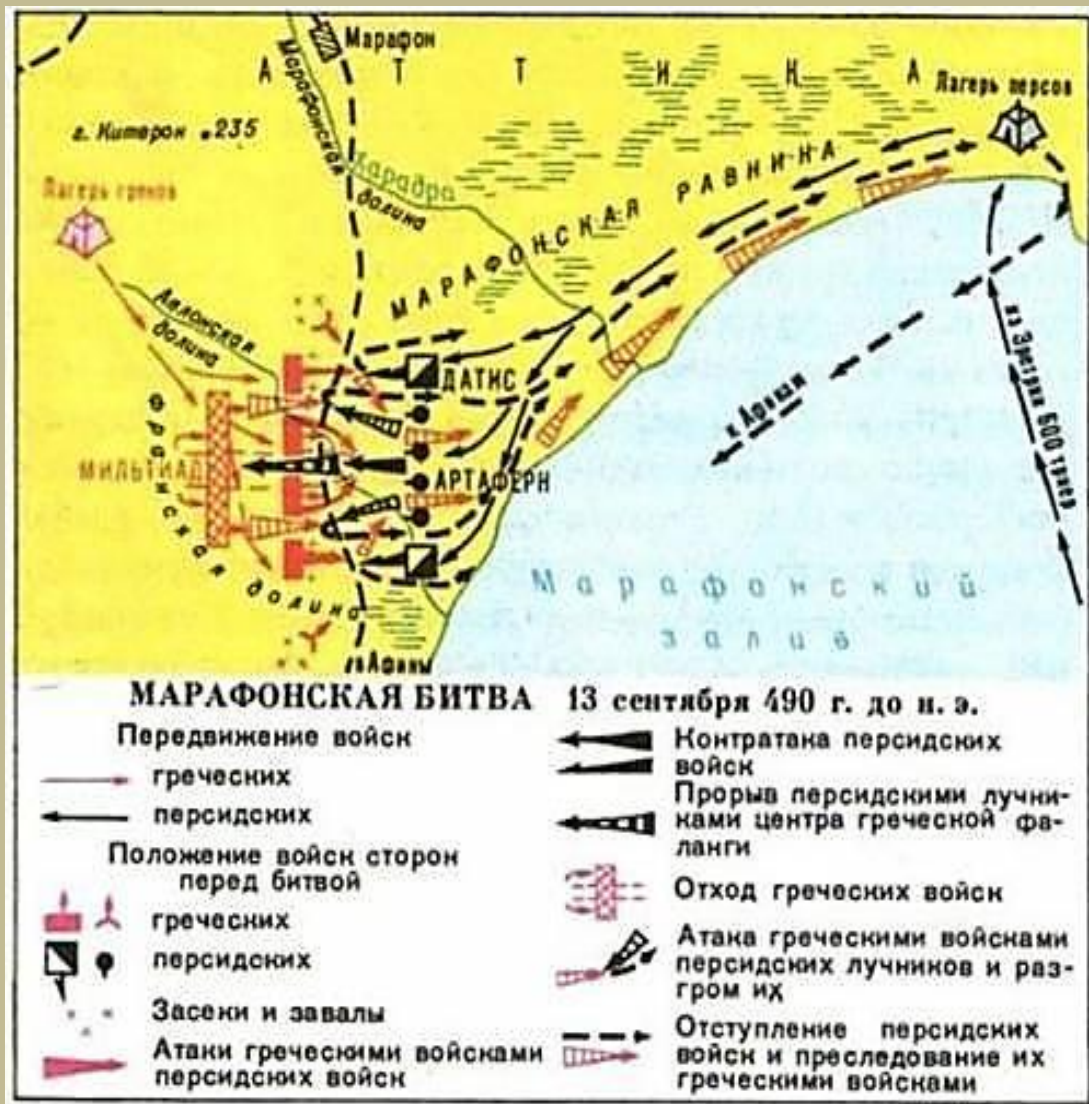 Марафон
АТТИКА
Марафонская долина
г. Китерон 235
Харадра
Лагерь персов
Лагерь греков
МАРАФОНСКАЯ РАВНИНА
Авлонская долина
ДАТИС
МИЛЬТИАД
АРТАФЕРН
Вранская долина
к Афинам
из Эретрии 600 триер
Марафонский
залив
на Афины
МАРАФОНСКАЯ БИТВА 13 сентября 490 г. до н. э.
Передвижение войск
греческих
персидских
Положение войск сторон
перед битвой
греческих
персидских
Засеки и завалы
Атаки греческими войсками
персидских войск
Контратака персидских
войск
Прорыв персидскими лучни-
ками центра греческой фа-
ланги
Отход греческих войск
Атака греческими войсками
персидских лучников и раз-
гром их
Отступление персидских
войск и преследование их
греческими войсками